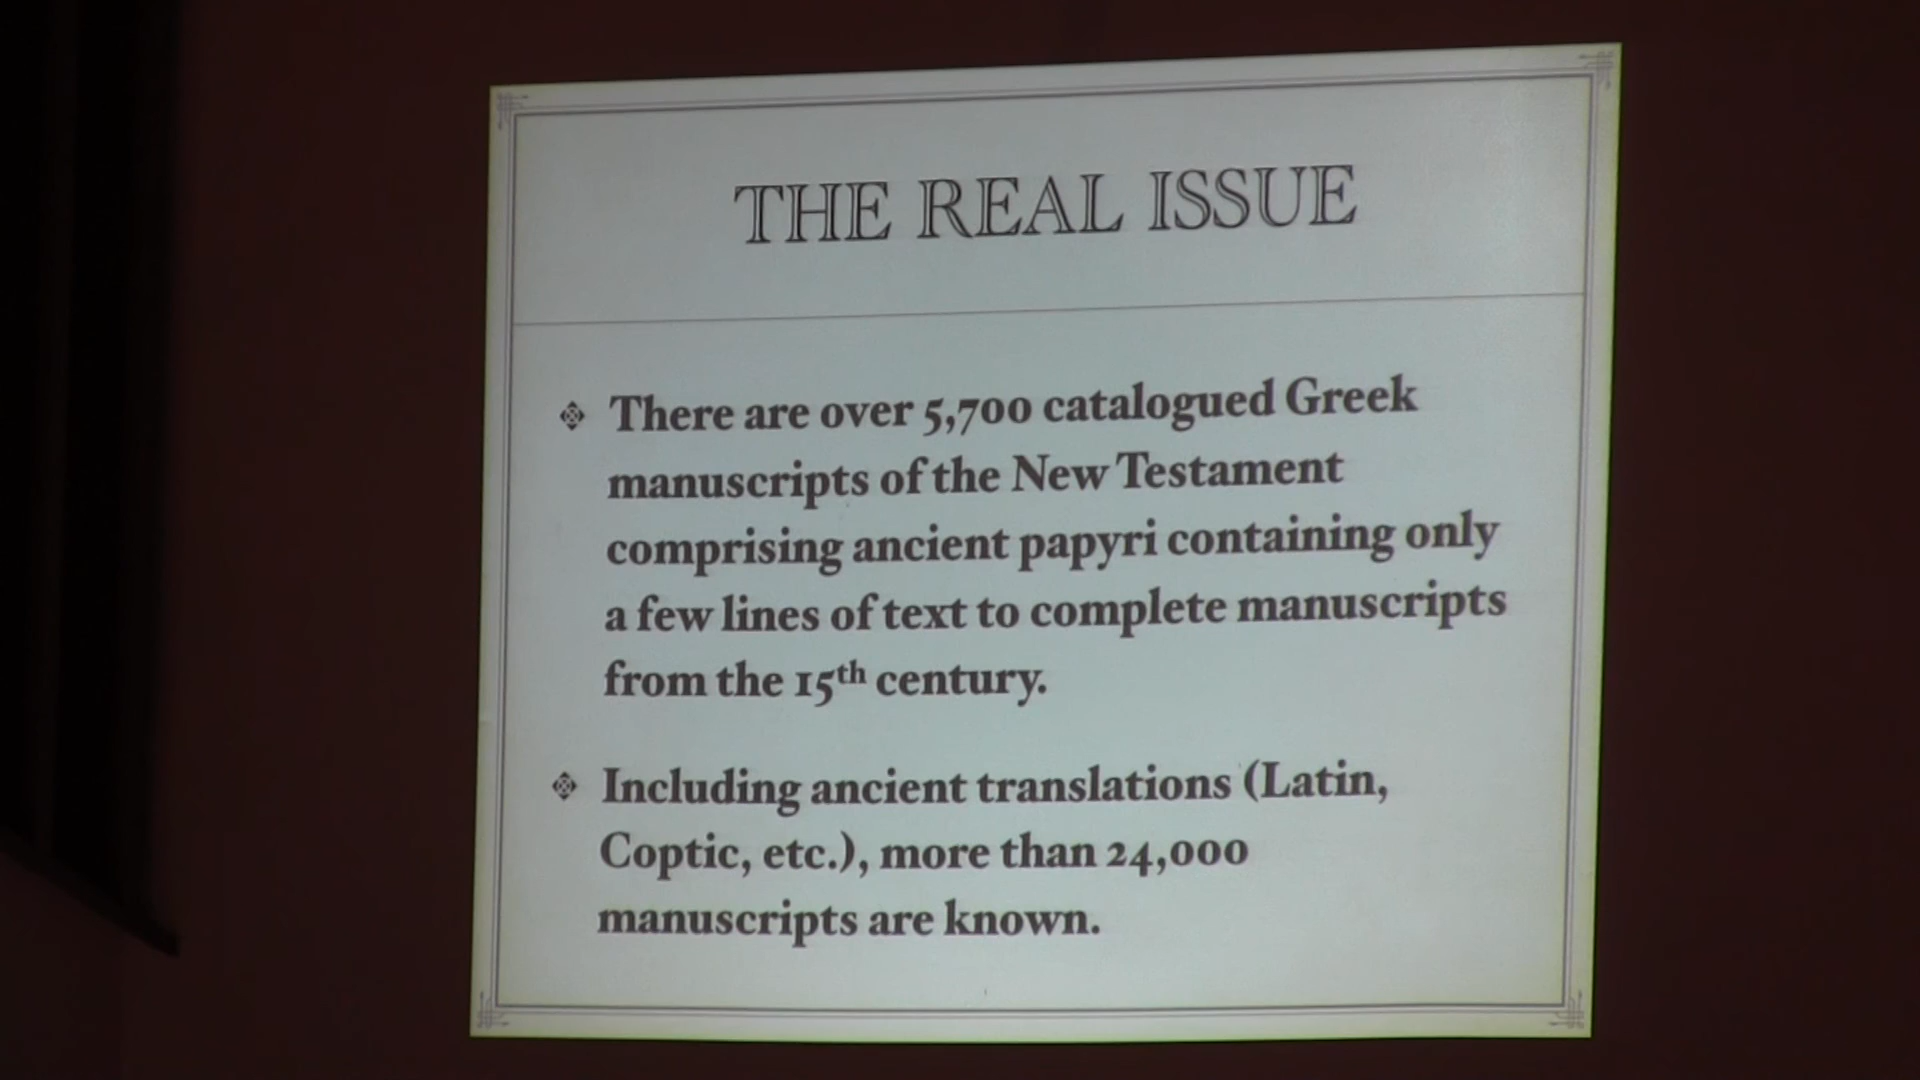 THE REAL ISSUE
There are over 5,700 catalogued Greek
manuscripts of the New Testament
comprising ancient papyri containing only
a few lines of text to complete manuscripts
from the 15th century.
Including ancient translations (Latin,
Coptic, etc.), more than 24,000
manuscripts are known.